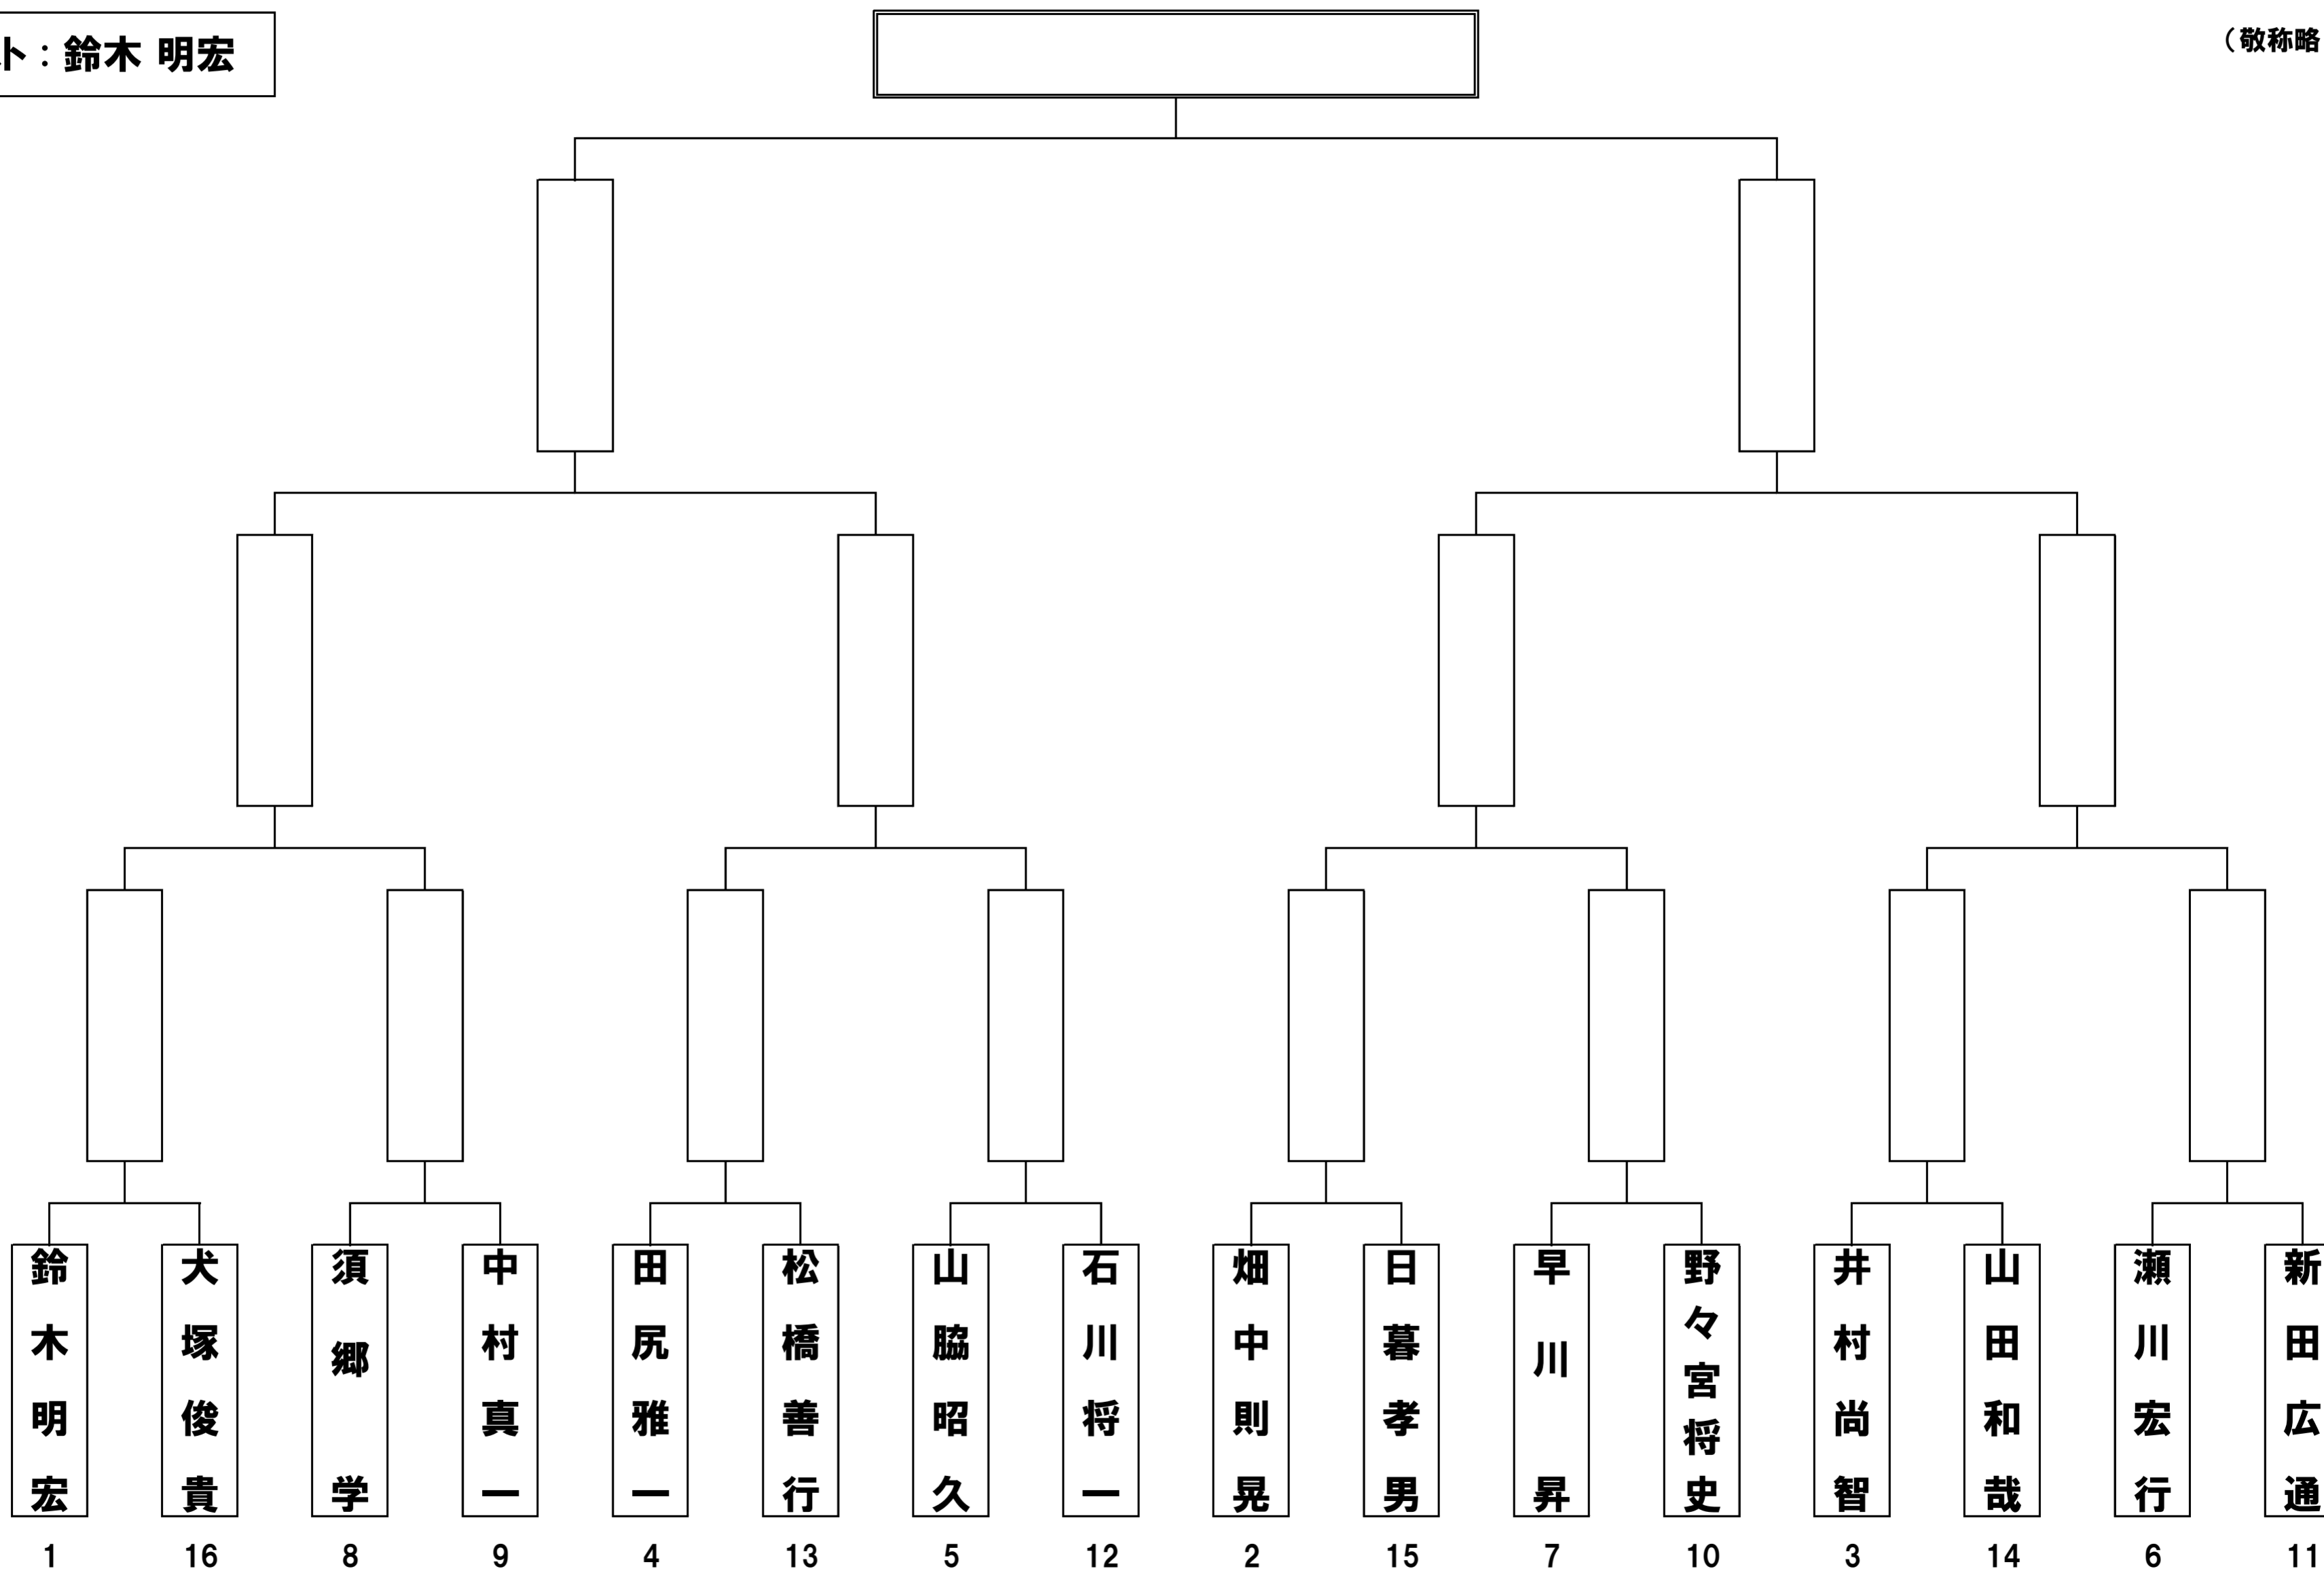 ト：鈴木 明宏
（敬称略
鈴木明宏
犬塚俊貴
須郷学
中村真一
田尻雅一
松橋善行
山脇昭久
石川将一
畑中則晃
日暮孝男
早川昇
野々宮将史
井村尚智
山田和哉
瀬川宏行
新田広通
1 16 8 9 4 13 5 12 2 15 7 10 3 14 6 11